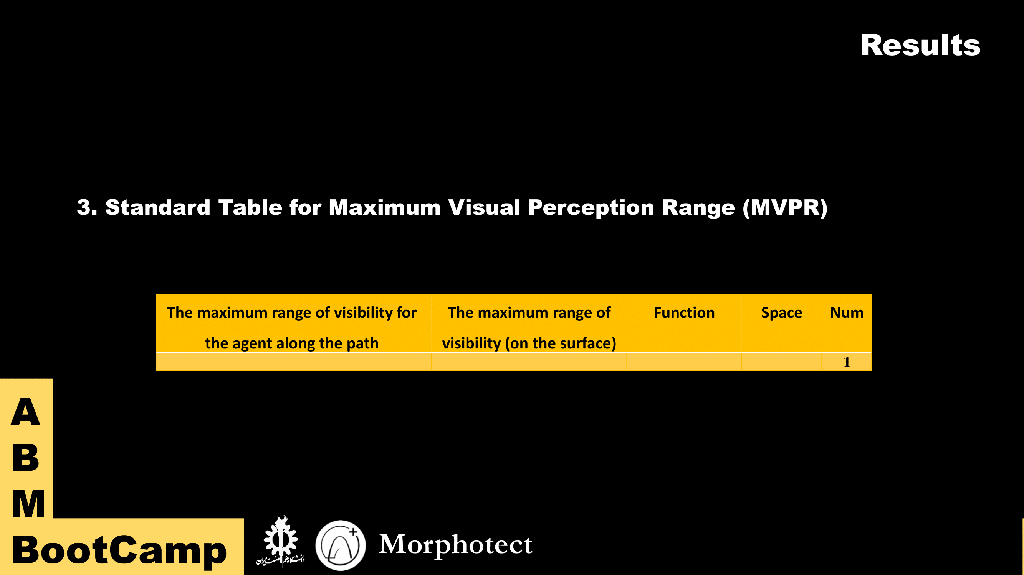 Results
3. Standard Table for Maximum Visual Perception Range (MVPR)
The maximum range of visibility for the agent along the path
The maximum range of visibility (on the surface)
Function
Space
Num
1
A
B
M
BootCamp
Morphotect